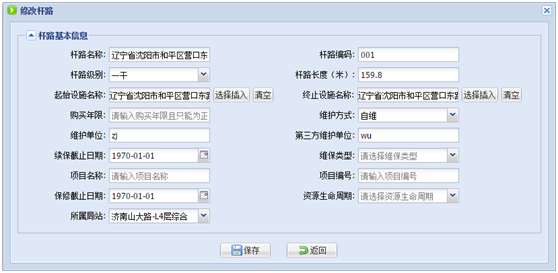 修改杆路
杆路基本信息
杆路名称: 辽宁省沈阳市和平区营口东 杆路编码: 001
杆路级别: 一干 杆路长度（米）: 159.8
起始设施名称: 辽宁省沈阳市和平区营口东 选择插入 清空 终止设施名称: 辽宁省沈阳市和平区营口东 选择插入 清空
购买年限: 请输入购买年限且只能为正 维护方式: 自维
维护单位: zj 第三方维护单位: wu
续保截止日期: 1970-01-01 维保类型: 请选择维保类型
项目名称: 请输入项目名称 项目编号: 请输入项目编号
保修截止日期: 1970-01-01 资源生命周期: 请选择资源生命周期
所属局站: 济南山大路-L4层综合
保存 返回